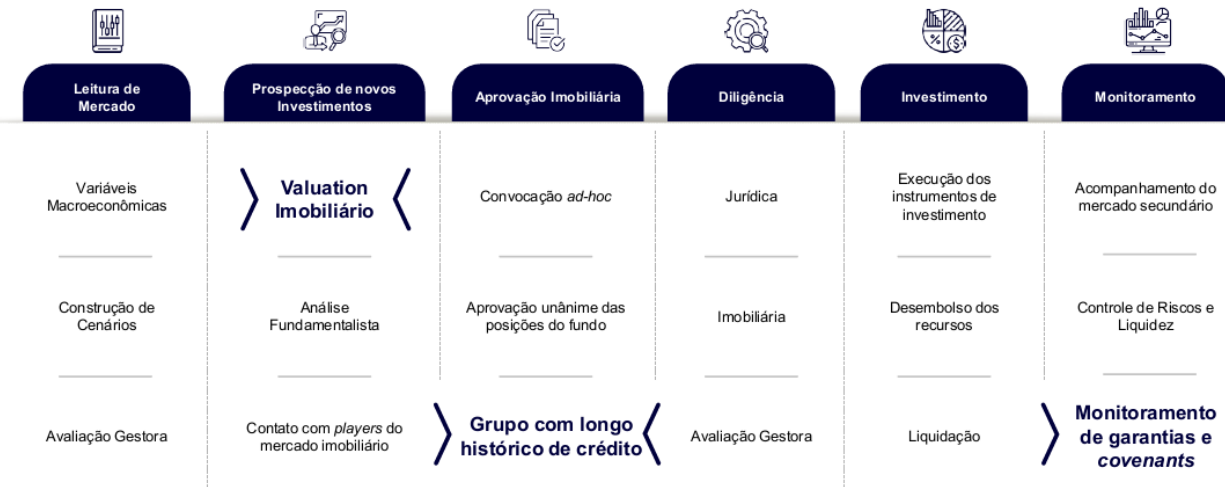 Leitura de
Mercado
Prospecção de novos
Investimentos
Aprovação Imobiliária
Diligência
Investimento
Monitoramento
Variáveis
Macroeconômicas
Valuation
Imobiliário
Convocação ad-hoc
Jurídica
Execução dos
instrumentos de
investimento
Acompanhamento do
mercado secundário
Construção de
Cenários
Análise
Fundamentalista
Aprovação unânime das
posições do fundo
Imobiliária
Desembolso dos
recursos
Controle de Riscos e
Liquidez
Avaliação Gestora
Contato com players do
mercado imobiliário
Grupo com longo
histórico de crédito
Avaliação Gestora
Liquidação
Monitoramento
de garantias e
covenants